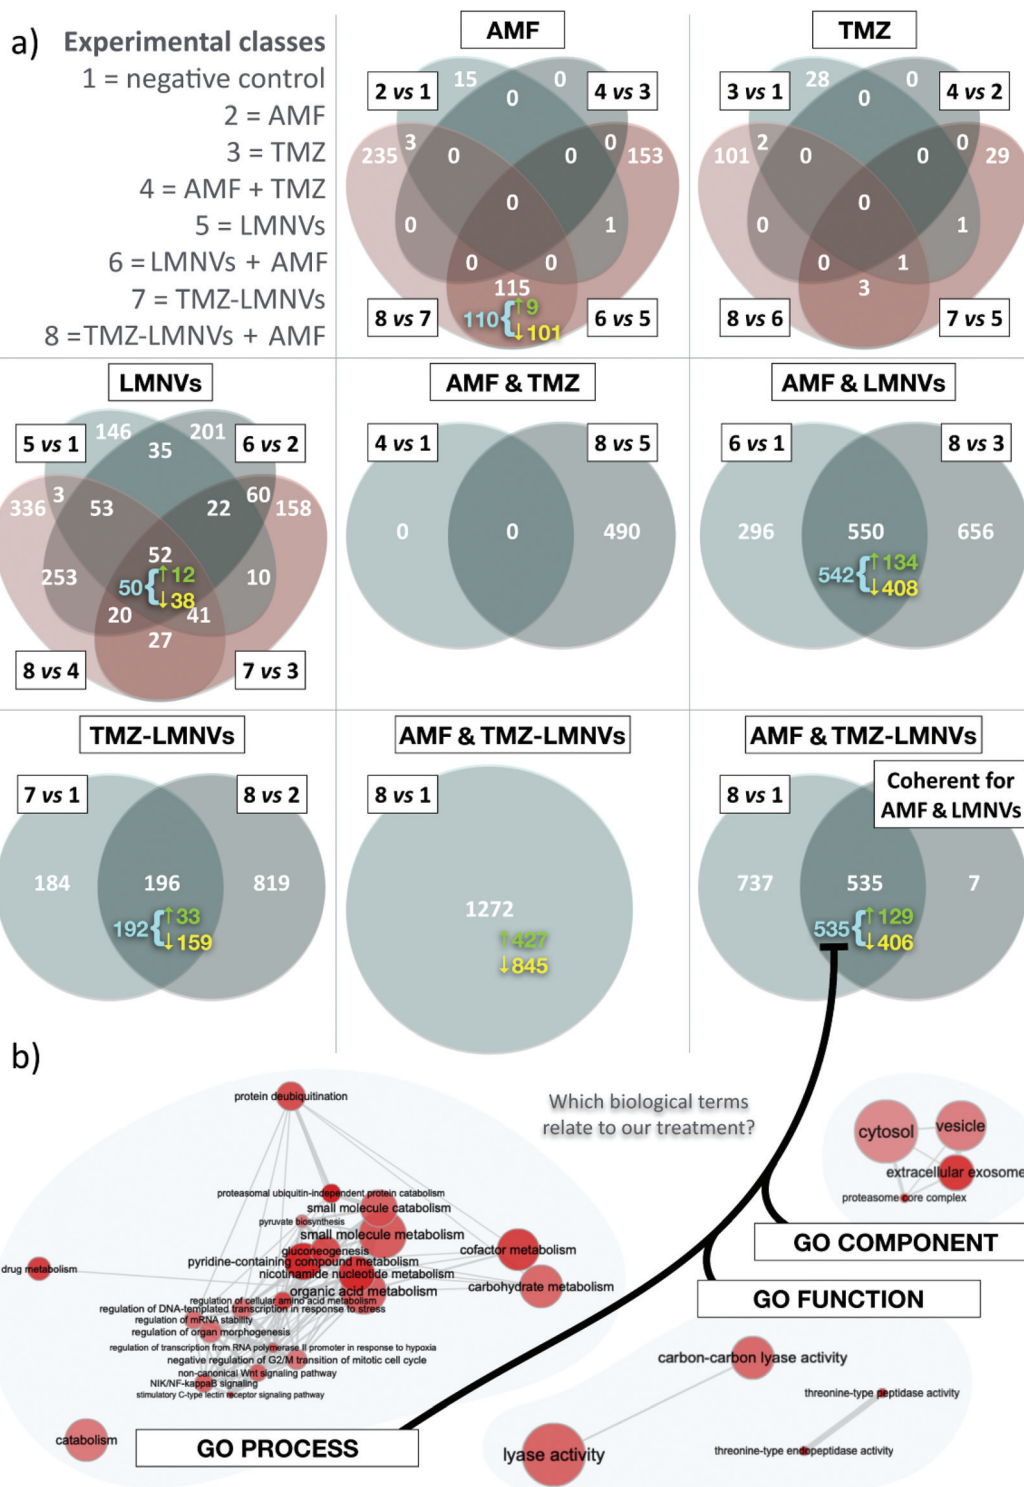 a) Experimental classes
1 = negative control
2 = AMF
3 = TMZ
4 = AMF + TMZ
5 = LMNVs
6 = LMNVs + AMF
7 = TMZ-LMNVs
8 = TMZ-LMNVs + AMF
AMF
2 vs 1
4 vs 3
15 0
0
235 3 0 0 0 153
0
0 1
0 0
115
110 { ↑9
↓101
8 vs 7
6 vs 5
TMZ
3 vs 1
4 vs 2
28 0
0
101 2 0 0 0 29
0
0 1
0 1
3
8 vs 6
7 vs 5
LMNVs
5 vs 1
6 vs 2
146 201
35
336 3 53 22 60 158
52
253 10
50 { ↑12
↓38
20 41
27
8 vs 4
7 vs 3
AMF & TMZ
4 vs 1
8 vs 5
0 0 490
AMF & LMNVs
6 vs 1
8 vs 3
296 550 656
542 { ↑134
↓408
TMZ-LMNVs
7 vs 1
8 vs 2
184 196 819
192 { ↑33
↓159
AMF & TMZ-LMNVs
8 vs 1
1272
↑427
↓845
AMF & TMZ-LMNVs
8 vs 1
Coherent for
AMF & LMNVs
737 535 7
535 { ↑129
↓406
b)
Which biological terms
relate to our treatment?
protein deubiquitination
proteasomal ubiquitin-independent protein catabolism
small molecule catabolism
pyruvate biosynthesis
small molecule metabolism
gluconeogenesis
pyridine-containing compound metabolism
nicotinamide nucleotide metabolism
organic acid metabolism
cofactor metabolism
carbohydrate metabolism
drug metabolism
regulation of cellular amino acid metabolism
regulation of DNA-templated transcription in response to stress
regulation of mRNA stability
regulation of organ morphogenesis
regulation of transcription from RNA polymerase II promoter in response to hypoxia
negative regulation of G2/M transition of mitotic cell cycle
non-canonical Wnt signaling pathway
NIK/NF-kappaB signaling
stimulatory C-type lectin receptor signaling pathway
catabolism
GO PROCESS
cytosol
vesicle
extracellular exosome
proteasome core complex
GO COMPONENT
GO FUNCTION
carbon-carbon lyase activity
threonine-type peptidase activity
lyase activity
threonine-type endopeptidase activity